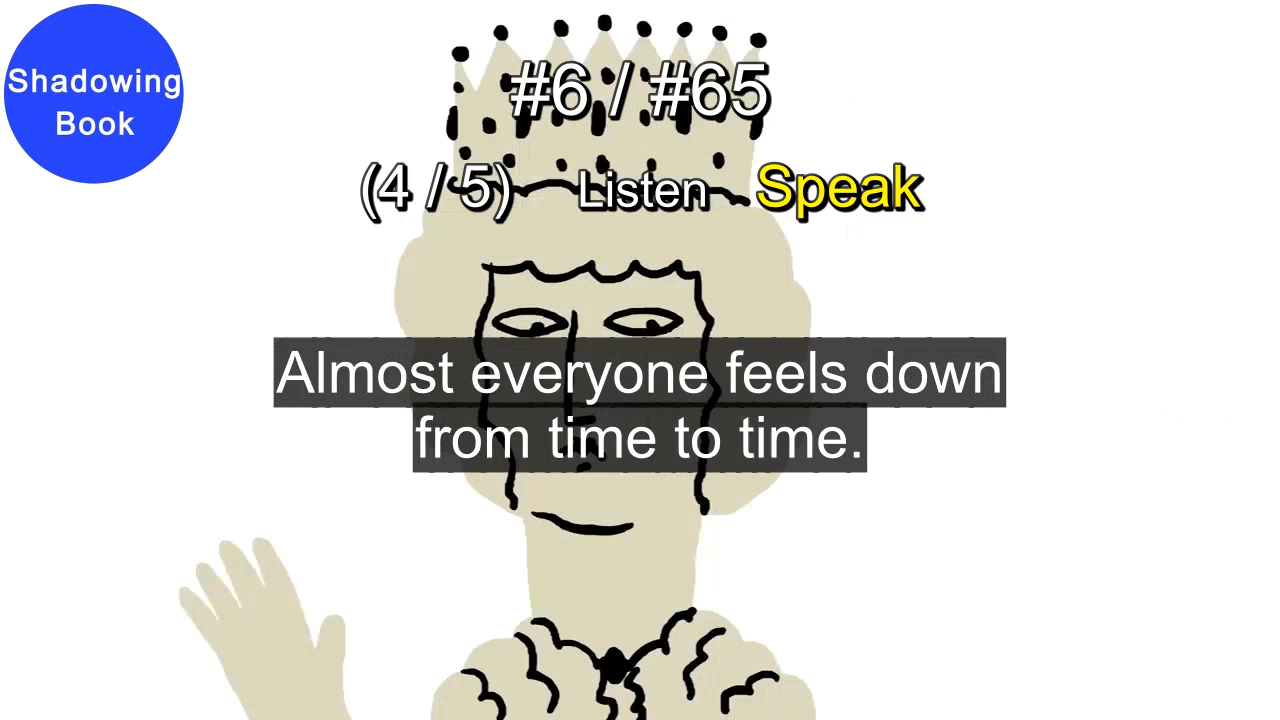 Shadowing
Book
#6 / #65
(4 / 5) Listen Speak
Almost everyone feels down
from time to time.